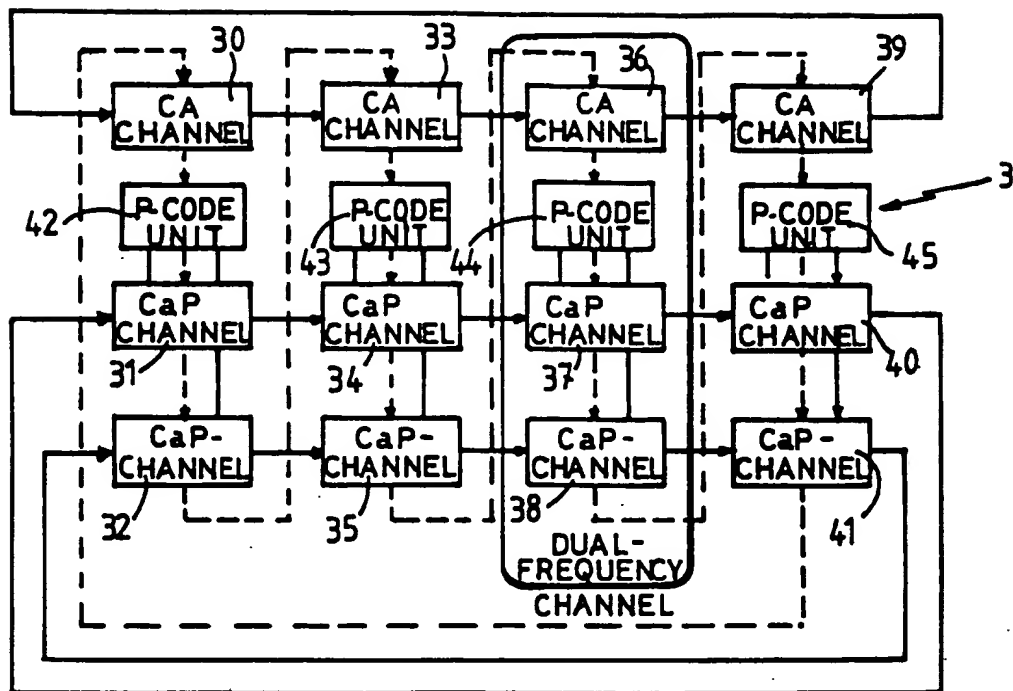 30
33
36
39
CA
CHANNEL
CA
CHANNEL
CA
CHANNEL
CA
CHANNEL
3
42
P-CODE
UNIT
43
P-CODE
UNIT
44
P-CODE
UNIT
45
P-CODE
UNIT
CaP
CHANNEL
CaP
CHANNEL
CaP
CHANNEL
CaP
CHANNEL
31
34
37
40
CaP-
CHANNEL
CaP-
CHANNEL
CaP-
CHANNEL
CaP-
CHANNEL
32
35
38
41
DUAL-
FREQUENCY
CHANNEL